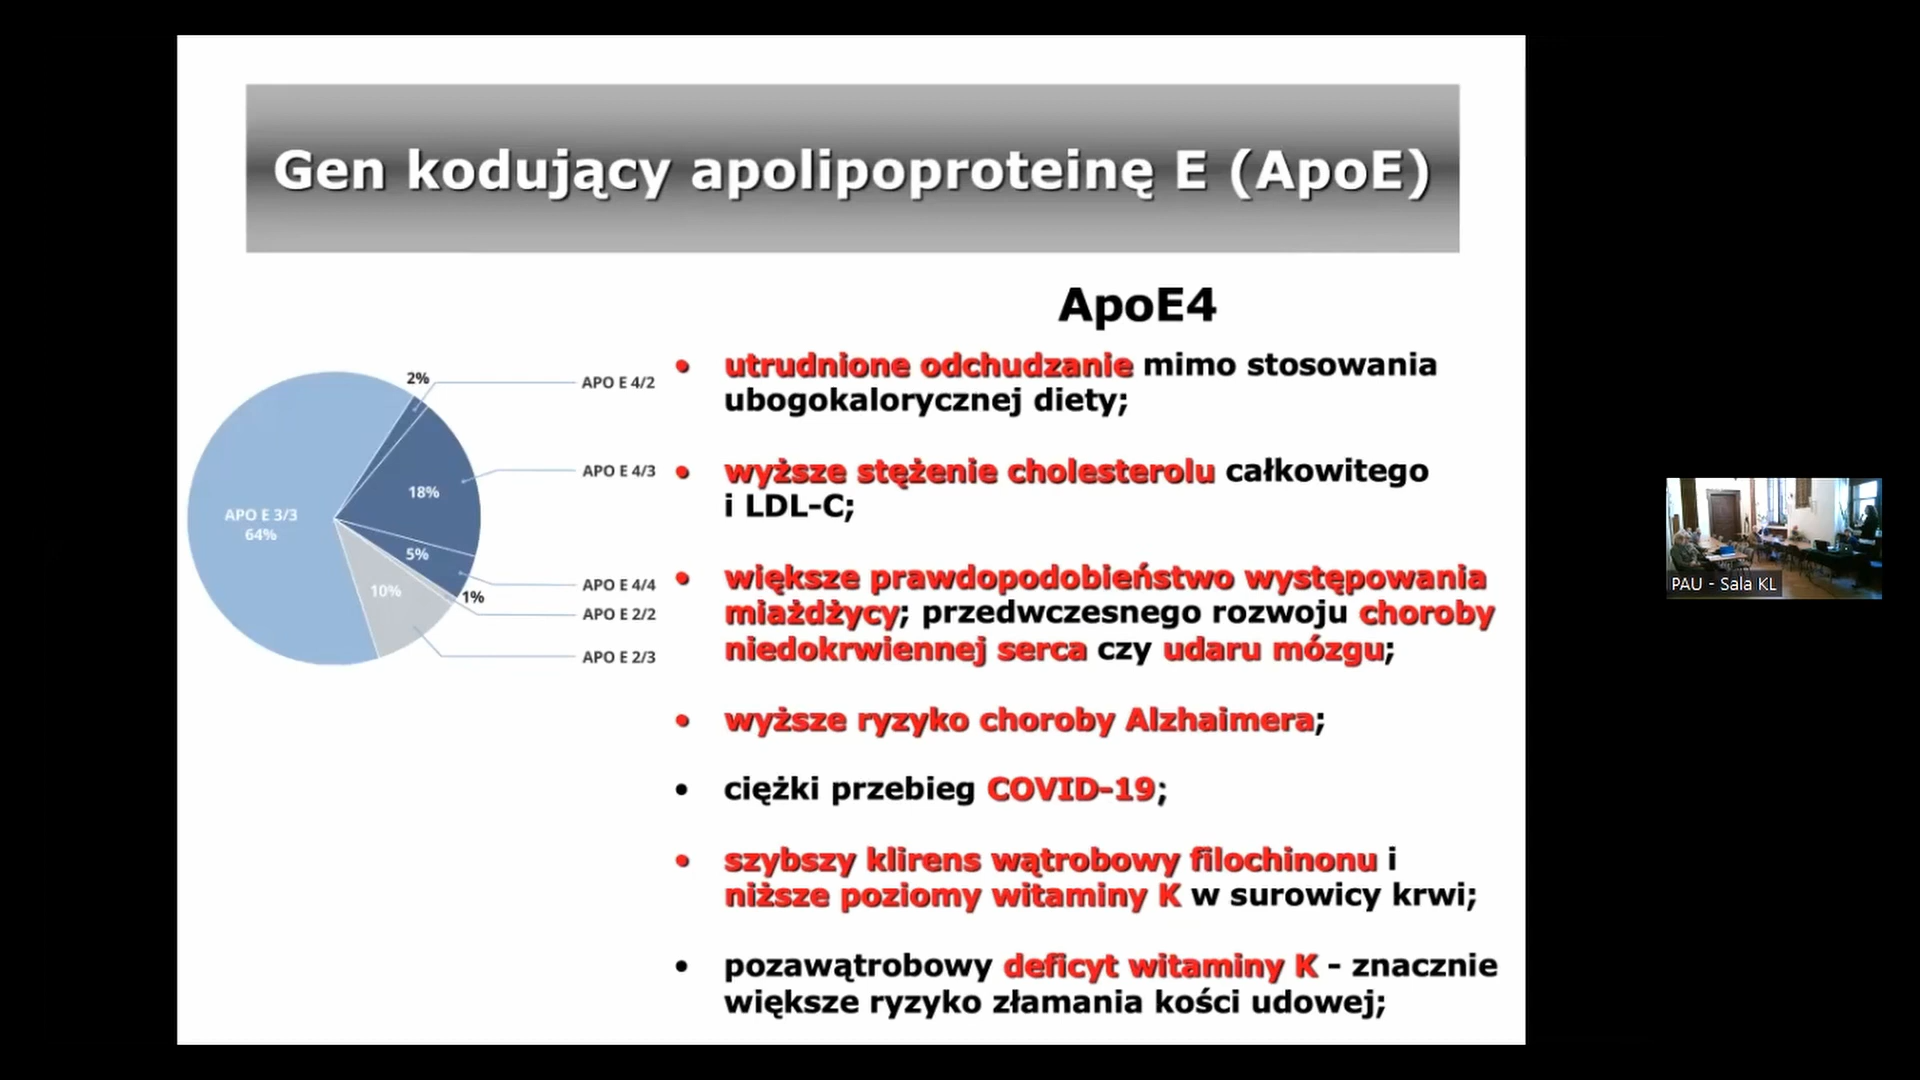 Gen kodujący apolipoproteinę E (ApoE)
ApoE4
2%
APO E 4/2
APO E 4/3
18%
APO E 3/3
64%
5%
APO E 4/4
10%
1%
APO E 2/2
APO E 2/3
• utrudnione odchudzanie mimo stosowania
ubogokalorycznej diety;
• wyższe stężenie cholesterolu całkowitego
i LDL-C;
• większe prawdopodobieństwo występowania
miażdżycy; przedwczesnego rozwoju choroby
niedokrwiennej serca czy udaru mózgu;
• wyższe ryzyko choroby Alzhaimera;
• ciężki przebieg COVID-19;
• szybszy klirens wątrobowy filochinonu i
niższe poziomy witaminy K w surowicy krwi;
• pozawątrobowy deficyt witaminy K - znacznie
większe ryzyko złamania kości udowej;
PAU - Sala KL